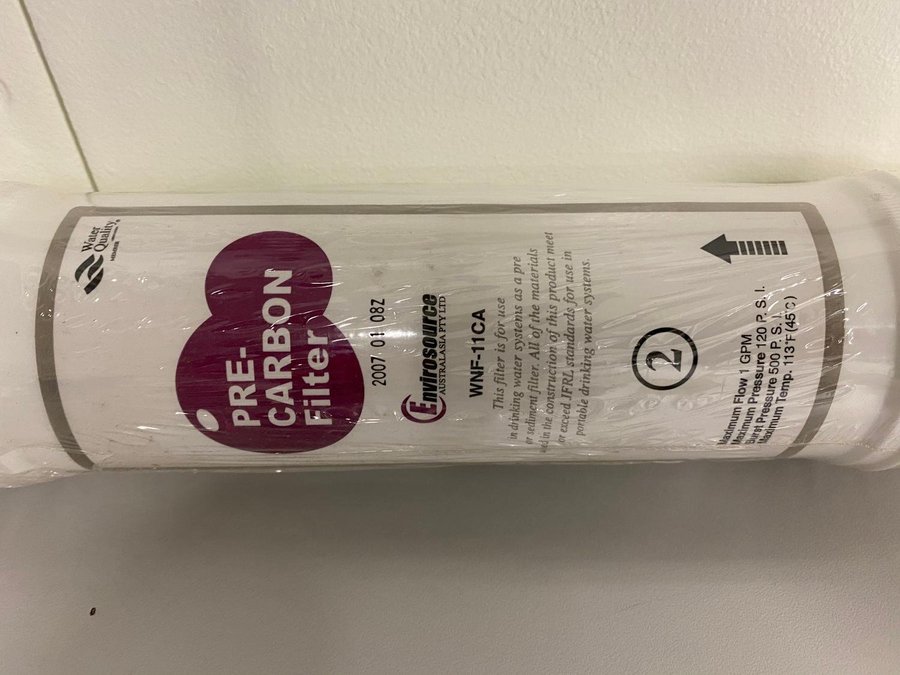 Water
Quality
MEMBER
PRE-
CARBON
Filter
2007 01 08Z
Envirosource
AUSTRALASIA PTY LTD
WNF-11CA
This filter is for use
in drinking water systems as a pre
or sediment filter. All of the materials
used in the construction of this product meet
or exceed JFRL standards for use in
portable drinking water systems.
2
Maximum Flow 1 GPM
Maximum Pressure 120 P. S. I.
burst Pressure 500 P. S. I.
Maximum Temp. 113°F (45°C)